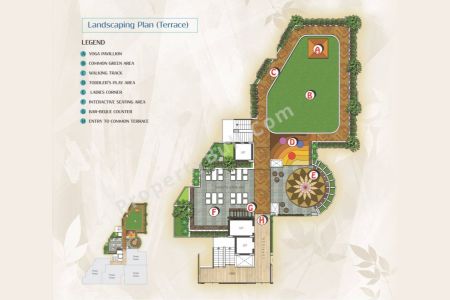 Landscaping Plan (Terrace)
LEGEND
A YOGA PAVILLION
B COMMON GREEN AREA
C WALKING TRACK
D TODDLER'S PLAY AREA
E LADIES CORNER
F INTERACTIVE SEATING AREA
G BAR-BEQUE COUNTER
H ENTRY TO COMMON TERRACE
A
C
B
D
E
F
G
H